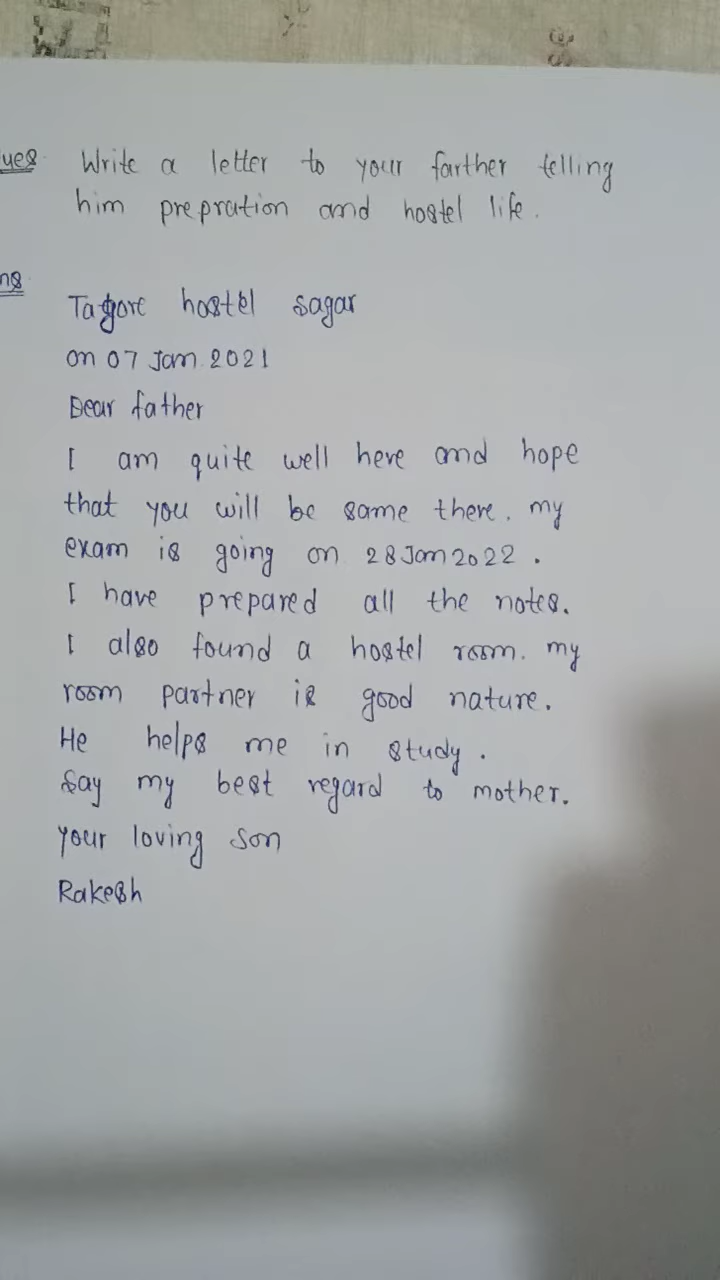 ques Write a letter to your farther telling
him prepration and hostel life.
ans
Tagore hostel sagar
on 07 Jan 2021
Dear father
I am quite well here and hope
that you will be same there. my
exam is going on 28 Jan 2022.
I have prepared all the notes.
I also found a hostel room. my
room partner is good nature.
He helps me in study.
Say my best regard to mother.
your loving son
Rakesh